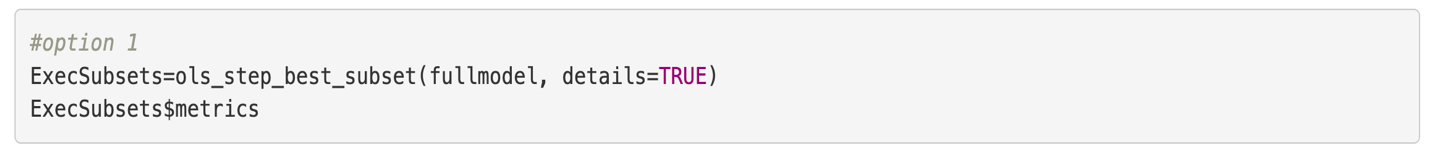 #option 1
ExecSubsets=ols_step_best_subset(fullmodel, details=TRUE)
ExecSubsets$metrics